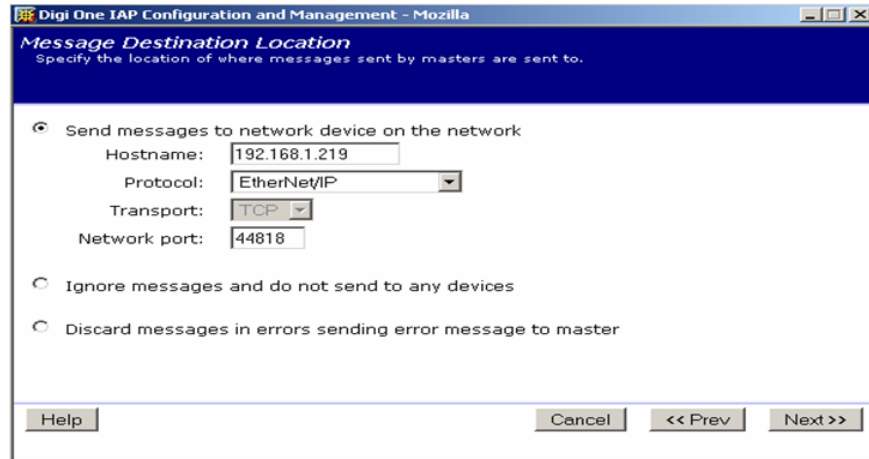 Digi One IAP Configuration and Management - Mozilla
Message Destination Location
Specify the location of where messages sent by masters are sent to.
Send messages to network device on the network
Hostname: 192.168.1.219
Protocol: EtherNet/IP
Transport: TCP
Network port: 44818
Ignore messages and do not send to any devices
Discard messages in errors sending error message to master
Help Cancel << Prev Next >>